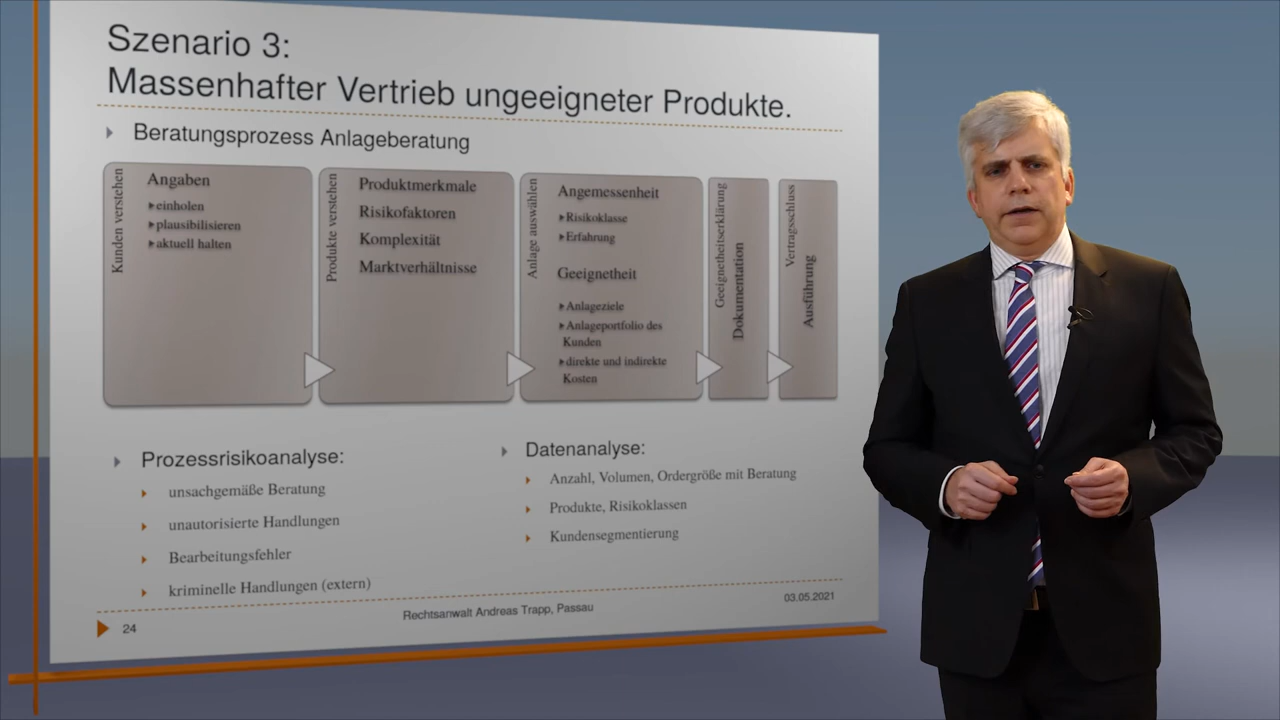 Szenario 3:
Massenhafter Vertrieb ungeeigneter Produkte.
Beratungsprozess Anlageberatung
Kunden verstehen
Angaben
einholen
plausibilisieren
aktuell halten
Produkte verstehen
Produktmerkmale
Risikofaktoren
Komplexität
Marktverhältnisse
Anlage auswählen
Angemessenheit
Risikoklasse
Erfahrung
Geeignetheit
Anlageziele
Anlageportfolio des
Kunden
direkte und indirekte
Kosten
Geeignetheitserklärung
Dokumentation
Vertragsschluss
Ausführung
Prozessrisikoanalyse:
unsachgemäße Beratung
unautorisierte Handlungen
Bearbeitungsfehler
kriminelle Handlungen (extern)
Datenanalyse:
Anzahl, Volumen, Ordergröße mit Beratung
Produkte, Risikoklassen
Kundensegmentierung
24
Rechtsanwalt Andreas Trapp, Passau
03.05.2021